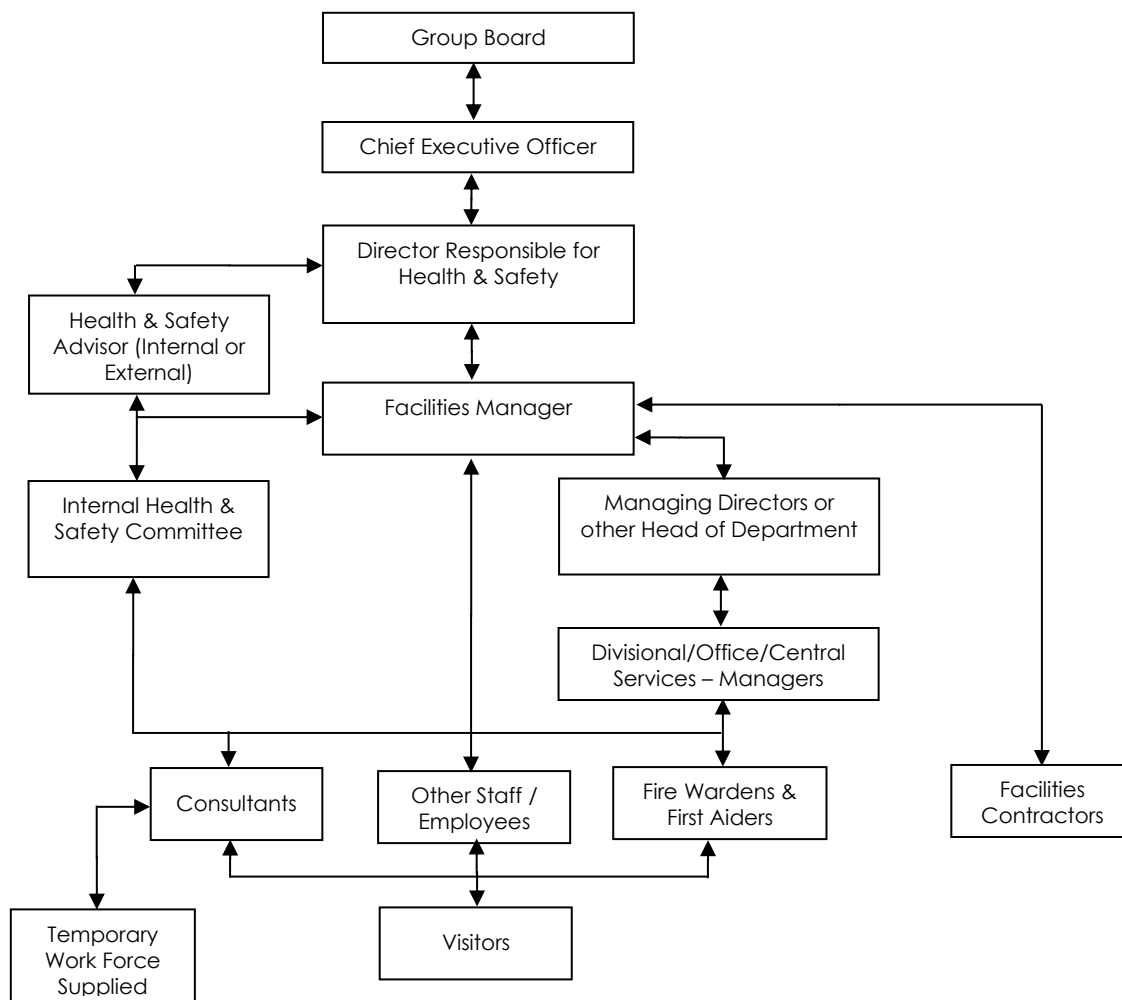 Group Board
Chief Executive Officer
Director Responsible for
Health & Safety
Health & Safety
Advisor (Internal or
External)
Facilities Manager
Internal Health &
Safety Committee
Managing Directors or
other Head of Department
Divisional/Office/Central
Services – Managers
Consultants
Other Staff /
Employees
Fire Wardens &
First Aiders
Facilities
Contractors
Temporary
Work Force
Supplied
Visitors